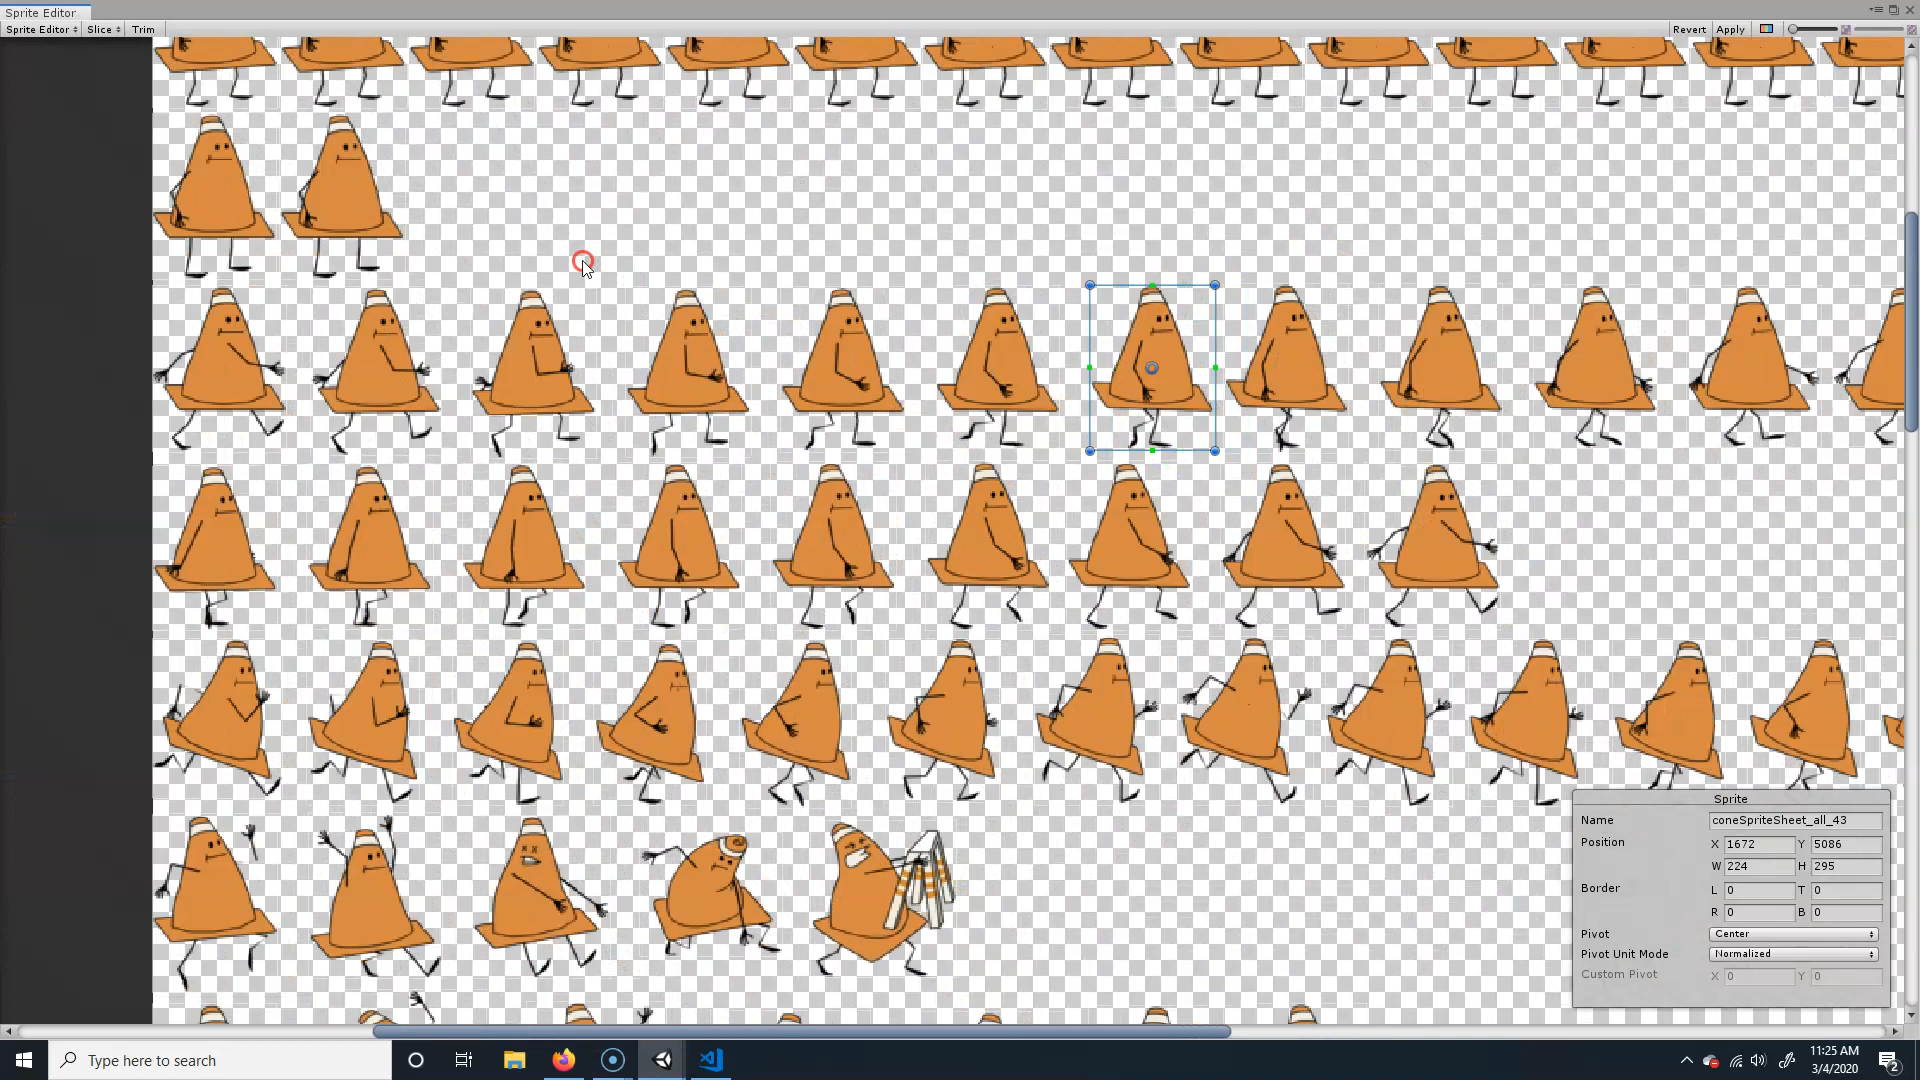 Sprite Editor
Sprite Editor Slice Trim Revert Apply
Sprite
Name coneSpriteSheet_all_43
Position X 1672 Y 5086
W 224 H 295
Border L 0 T 0
R 0 B 0
Pivot Center
Pivot Unit Mode Normalized
Custom Pivot X 0 Y 0
Type here to search
11:25 AM
3/4/2020
2